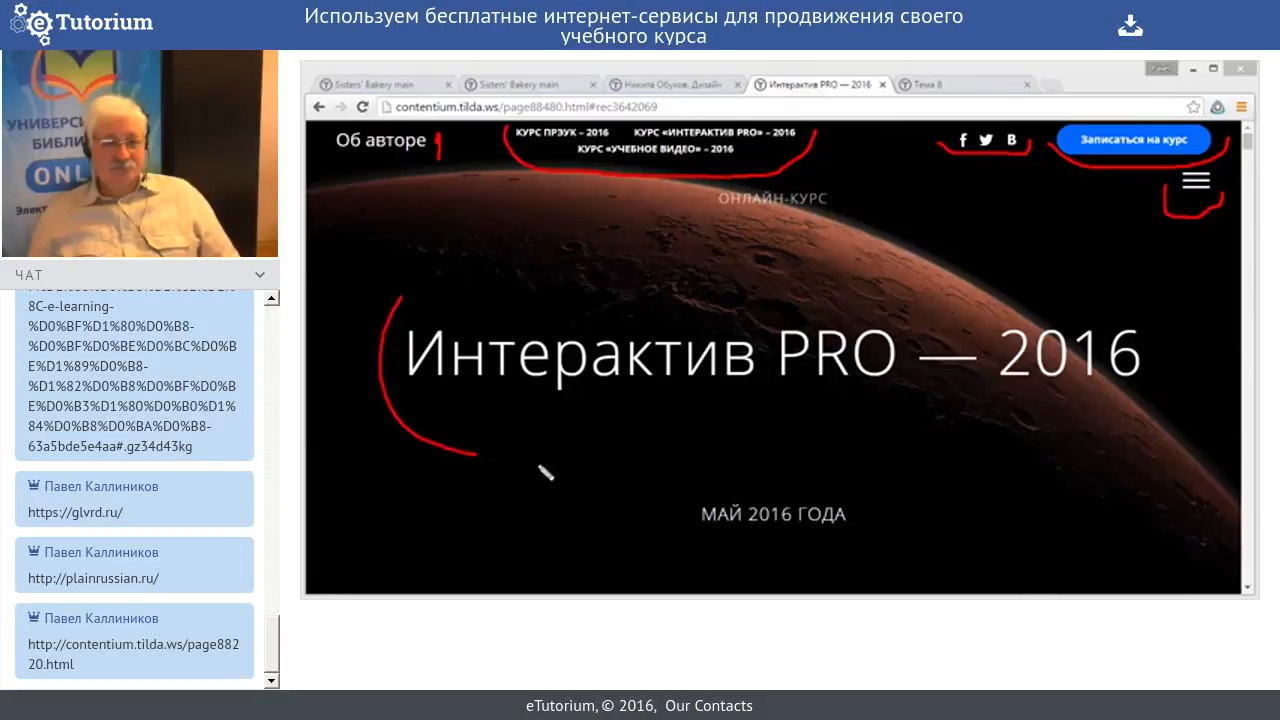 eTutorium
Используем бесплатные интернет-сервисы для продвижения своего
учебного курса
УНИВЕРСИ
БИБЛИ
ONL
Элект
ЧАТ
8C-e-learning-
%D0%BF%D1%80%D0%B8-
%D0%BF%D0%BE%D0%BC%D0%B
E%D1%89%D0%B8-
%D1%82%D0%B8%D0%BF%D0%B
E%D0%B3%D1%80%D0%B0%D1%
84%D0%B8%D0%BA%D0%B8-
63a5bde5e4aa#.gz34d43kg
Павел Каллиников
https://glvrd.ru/
Павел Каллиников
http://plainrussian.ru/
Павел Каллиников
http://contentium.tilda.ws/page882
20.html
Sisters' Bakery main
Sisters' Bakery main
Никита Обухов. Дизайн
Интерактив PRO — 2016
Тема 8
contentium.tilda.ws/page88480.html#rec3642069
Об авторе
КУРС ПРЗУК – 2016 КУРС «ИНТЕРАКТИВ PRO» – 2016
КУРС «УЧЕБНОЕ ВИДЕО» – 2016
Записаться на курс
ОНЛАЙН-КУРС
Интерактив PRO — 2016
МАЙ 2016 ГОДА
eTutorium, © 2016, Our Contacts